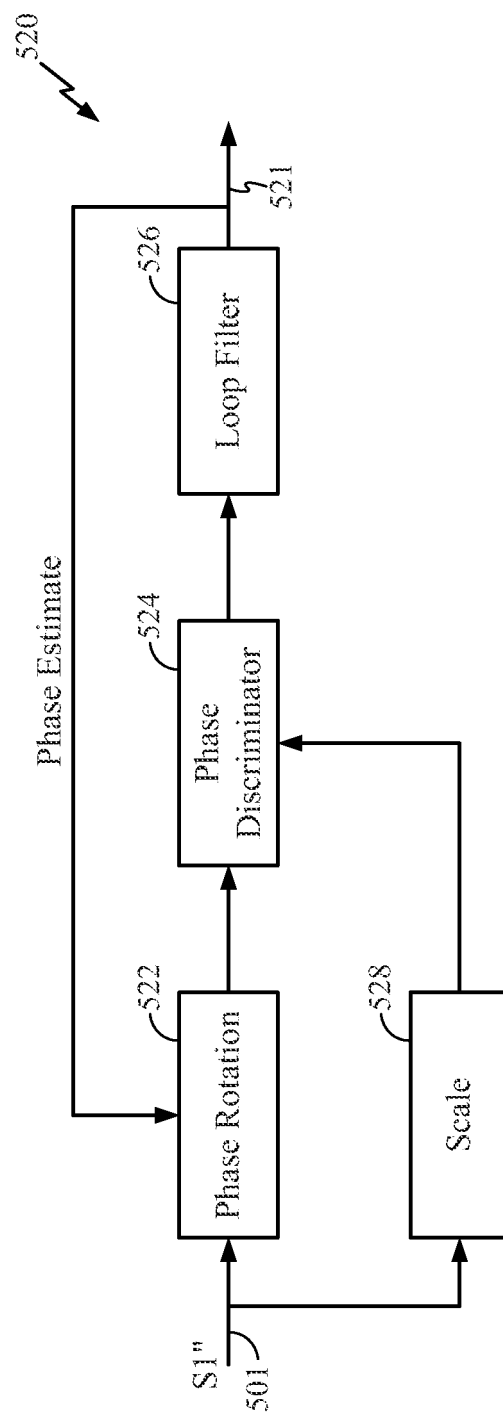 520
Phase Estimate
S1"
501
522
Phase Rotation
524
Phase
Discriminator
526
Loop Filter
521
528
Scale